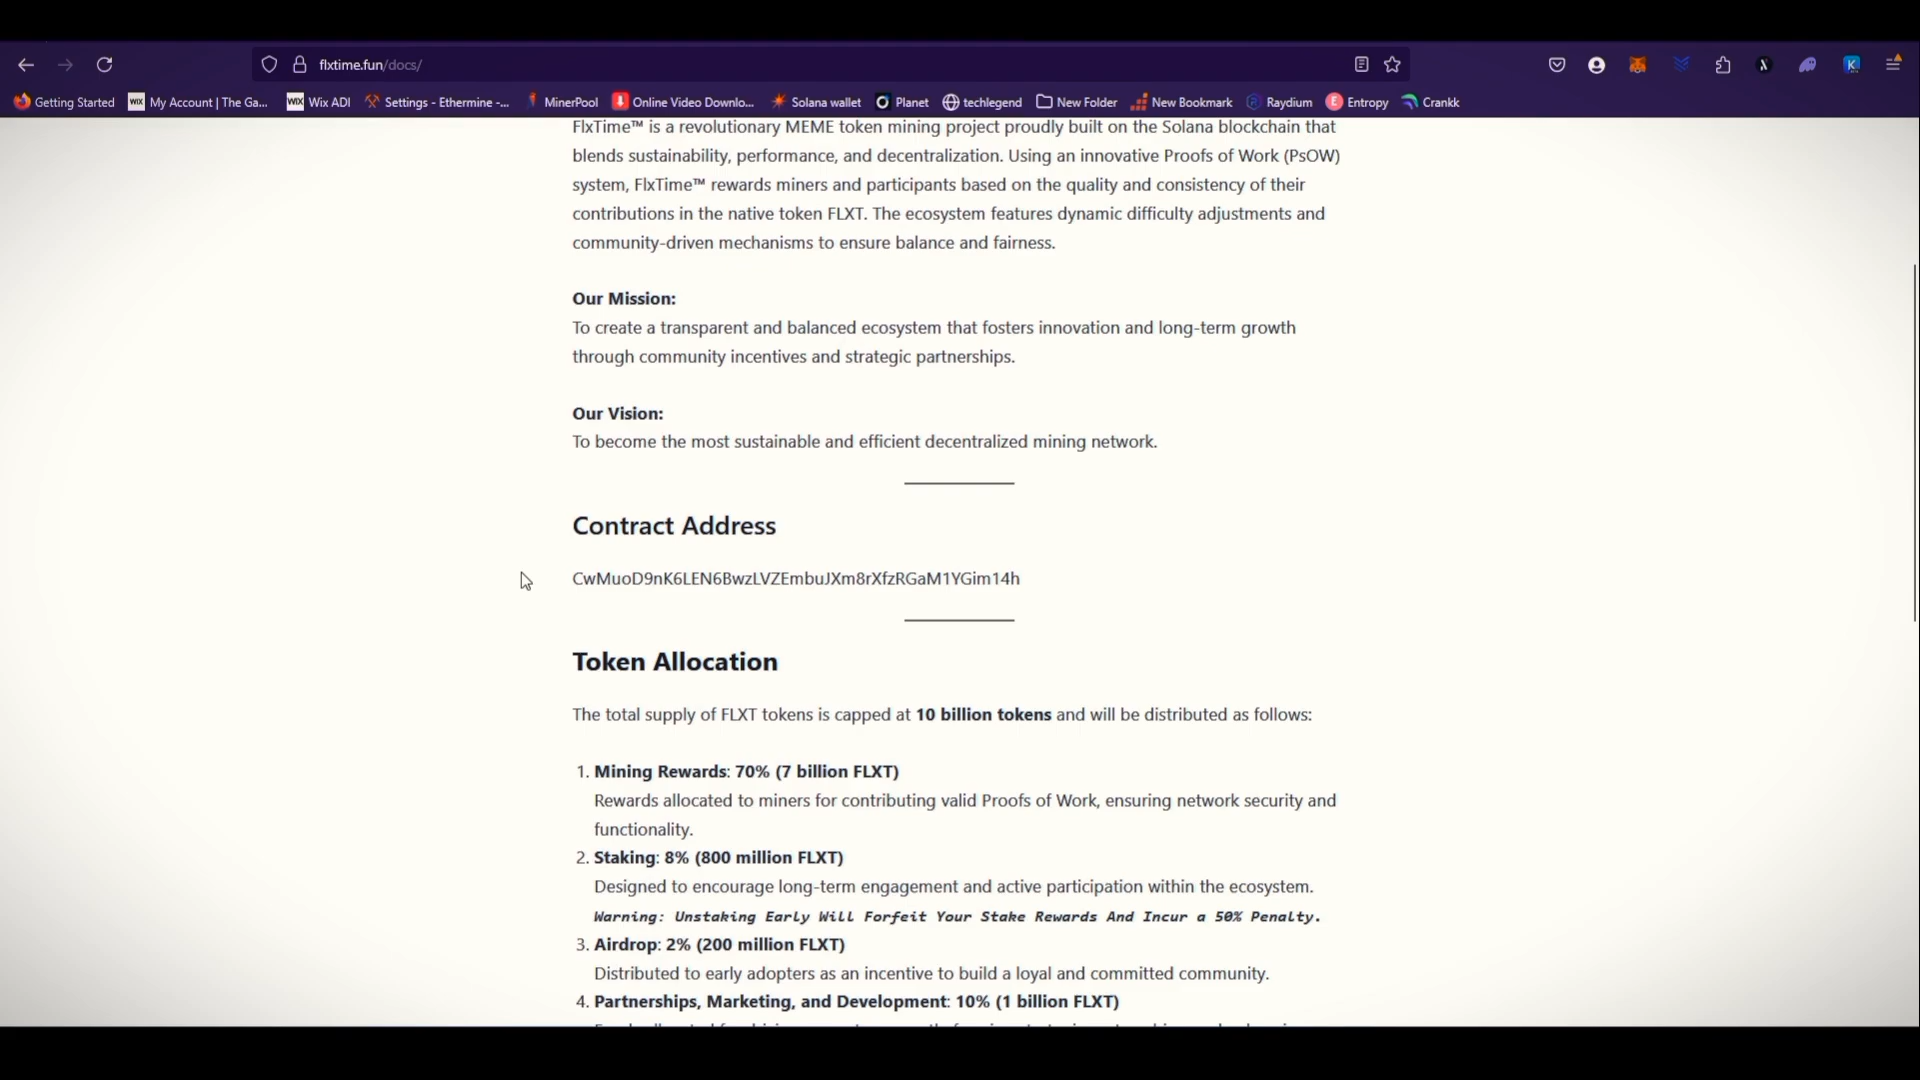 flxtime.fun/docs/
Getting Started
My Account | The Ga...
Wix ADI
Settings - Ethermine -...
MinerPool
Online Video Downlo...
Solana wallet
Planet
techlegend
New Folder
New Bookmark
Raydium
Entropy
Crankk
FlxTime™ is a revolutionary MEME token mining project proudly built on the Solana blockchain that
blends sustainability, performance, and decentralization. Using an innovative Proofs of Work (PsOW)
system, FlxTime™ rewards miners and participants based on the quality and consistency of their
contributions in the native token FLXT. The ecosystem features dynamic difficulty adjustments and
community-driven mechanisms to ensure balance and fairness.
Our Mission:
To create a transparent and balanced ecosystem that fosters innovation and long-term growth
through community incentives and strategic partnerships.
Our Vision:
To become the most sustainable and efficient decentralized mining network.
Contract Address
CwMuoD9nK6LEN6BwzLVZEmbuJXm8rXfzRGaM1YGim14h
Token Allocation
The total supply of FLXT tokens is capped at 10 billion tokens and will be distributed as follows:
1. Mining Rewards: 70% (7 billion FLXT)
Rewards allocated to miners for contributing valid Proofs of Work, ensuring network security and
functionality.
2. Staking: 8% (800 million FLXT)
Designed to encourage long-term engagement and active participation within the ecosystem.
Warning: Unstaking Early Will Forfeit Your Stake Rewards And Incur a 50% Penalty.
3. Airdrop: 2% (200 million FLXT)
Distributed to early adopters as an incentive to build a loyal and committed community.
4. Partnerships, Marketing, and Development: 10% (1 billion FLXT)